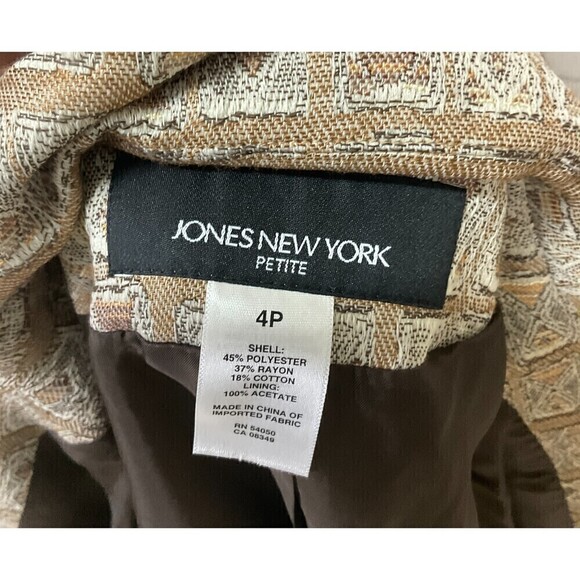 JONES NEW YORK
PETITE
4P
SHELL:
45% POLYESTER
37% RAYON
18% COTTON
LINING:
100% ACETATE
MADE IN CHINA OF
IMPORTED FABRIC
RN 54050
CA 08349